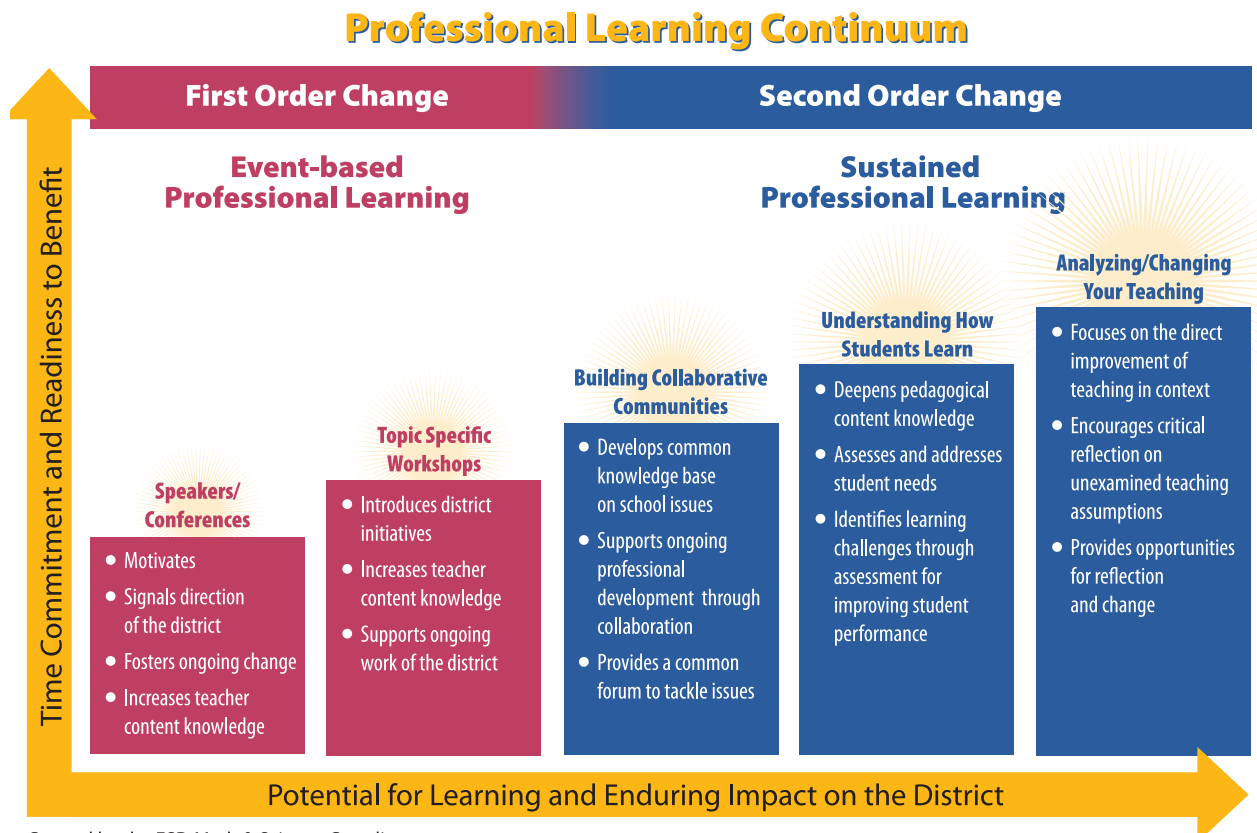 Professional Learning Continuum
First Order Change
Second Order Change
Event-based
Professional Learning
Sustained
Professional Learning
Time Commitment and Readiness to Benefit
Speakers/
Conferences
• Motivates
• Signals direction
of the district
• Fosters ongoing change
• Increases teacher
content knowledge
Topic Specific
Workshops
• Introduces district
initiatives
• Increases teacher
content knowledge
• Supports ongoing
work of the district
Building Collaborative
Communities
• Develops common
knowledge base
on school issues
• Supports ongoing
professional
development through
collaboration
• Provides a common
forum to tackle issues
Understanding How
Students Learn
• Deepens pedagogical
content knowledge
• Assesses and addresses
student needs
• Identifies learning
challenges through
assessment for
improving student
performance
Analyzing/Changing
Your Teaching
• Focuses on the direct
improvement of
teaching in context
• Encourages critical
reflection on
unexamined teaching
assumptions
• Provides opportunities
for reflection
and change
Potential for Learning and Enduring Impact on the District